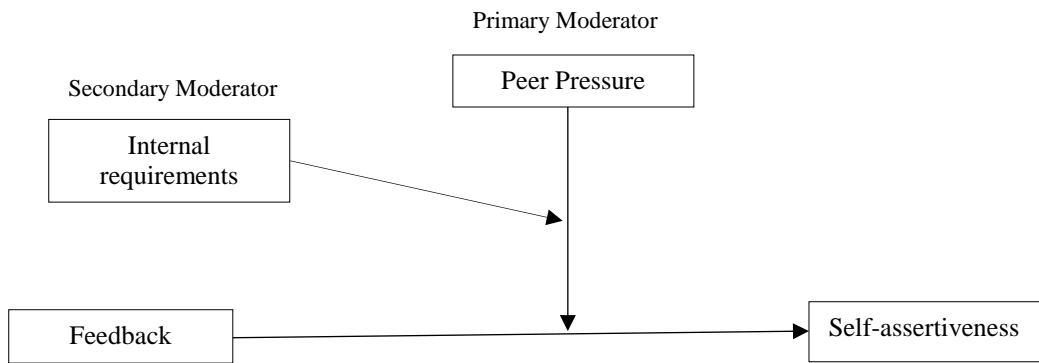 Primary Moderator
Peer Pressure
Secondary Moderator
Internal
requirements
Feedback
Self-assertiveness